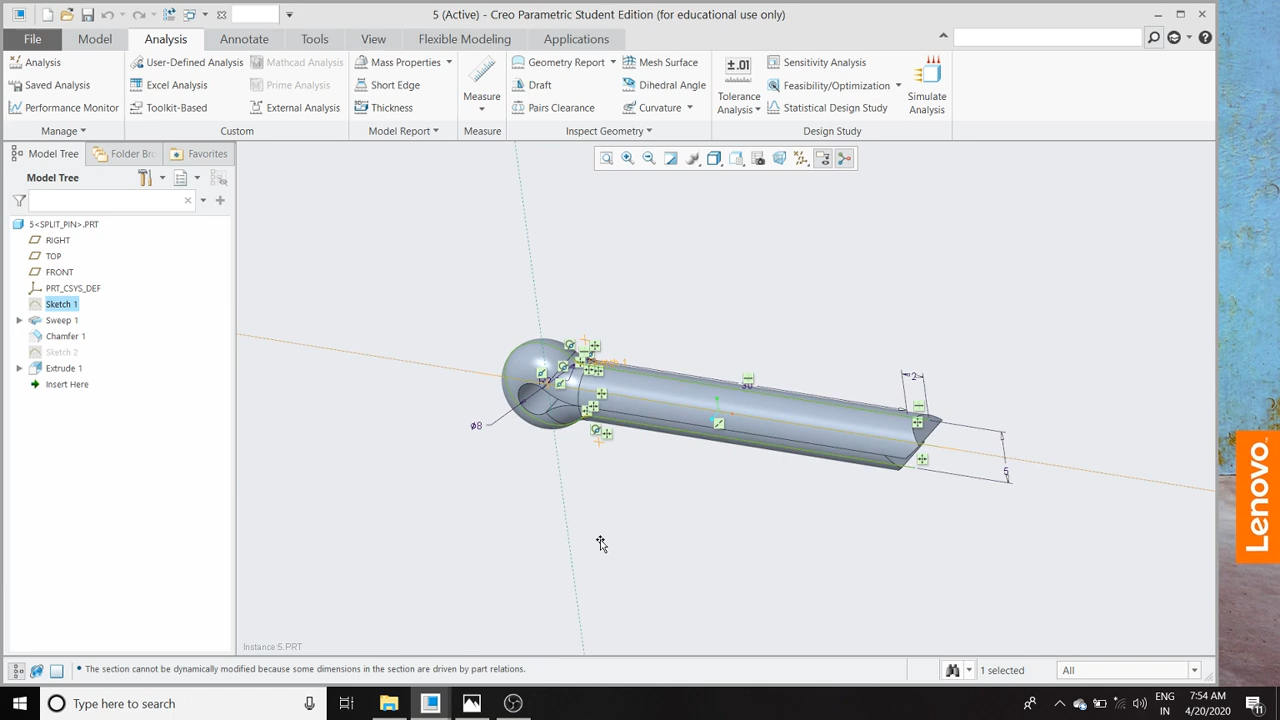 5 (Active) - Creo Parametric Student Edition (for educational use only)
File Model Analysis Annotate Tools View Flexible Modeling Applications
Analysis User-Defined Analysis Mathcad Analysis Mass Properties Geometry Report Mesh Surface Sensitivity Analysis
Saved Analysis Excel Analysis Prime Analysis Short Edge Draft Dihedral Angle Feasibility/Optimization
Performance Monitor Toolkit-Based External Analysis Thickness Measure Pairs Clearance Curvature ±.01 Tolerance Analysis Statistical Design Study Simulate Analysis
Manage Custom Model Report Measure Inspect Geometry Design Study
Model Tree Folder Br Favorites
Model Tree
5<SPLIT_PIN>.PRT
RIGHT
TOP
FRONT
PRT_CSYS_DEF
Sketch 1
Sweep 1
Chamfer 1
Sketch 2
Extrude 1
Insert Here
2
ø8
5
Instance:5.PRT
• The section cannot be dynamically modified because some dimensions in the section are driven by part relations.
1 selected All
Type here to search
ENG
IN
7:54 AM
4/20/2020
11
Lenovo